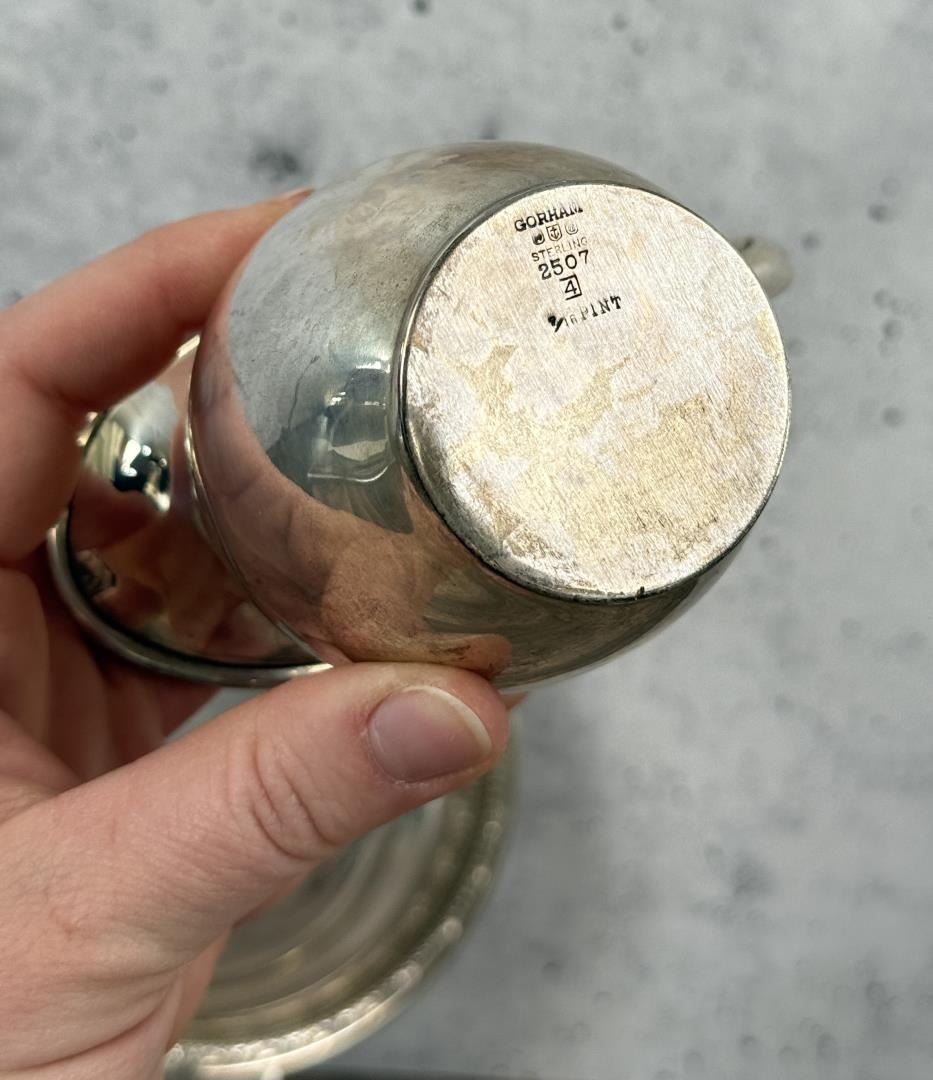 GORHAM
STERLING
2507
4
PINT